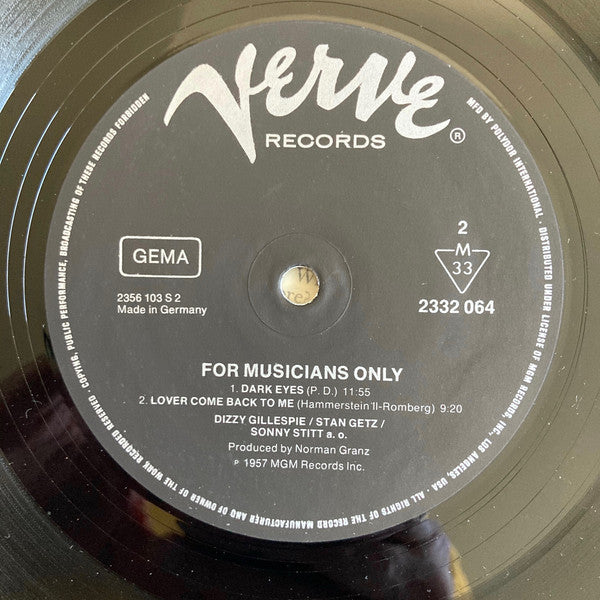 Verve
RECORDS
®
MFD BY POLYDOR INTERNATIONAL · DISTRIBUTED UNDER LICENSE OF MGM RECORDS, INC, LOS ANGELES, USA · ALL RIGHTS OF THE RECORD MANUFACTURER AND OF OWNER OF THE WORK RECORDED RESERVED COPYING, PUBLIC PERFORMANCE, BROADCASTING OF THESE RECORDS FORBIDDEN
GEMA
2356 103 S 2
Made in Germany
2
M
33
2332 064
FOR MUSICIANS ONLY
1. DARK EYES (P. D.) 11:55
2. LOVER COME BACK TO ME (Hammerstein'II-Romberg) 9:20
DIZZY GILLESPIE / STAN GETZ /
SONNY STITT a. o.
Produced by Norman Granz
℗ 1957 MGM Records Inc.